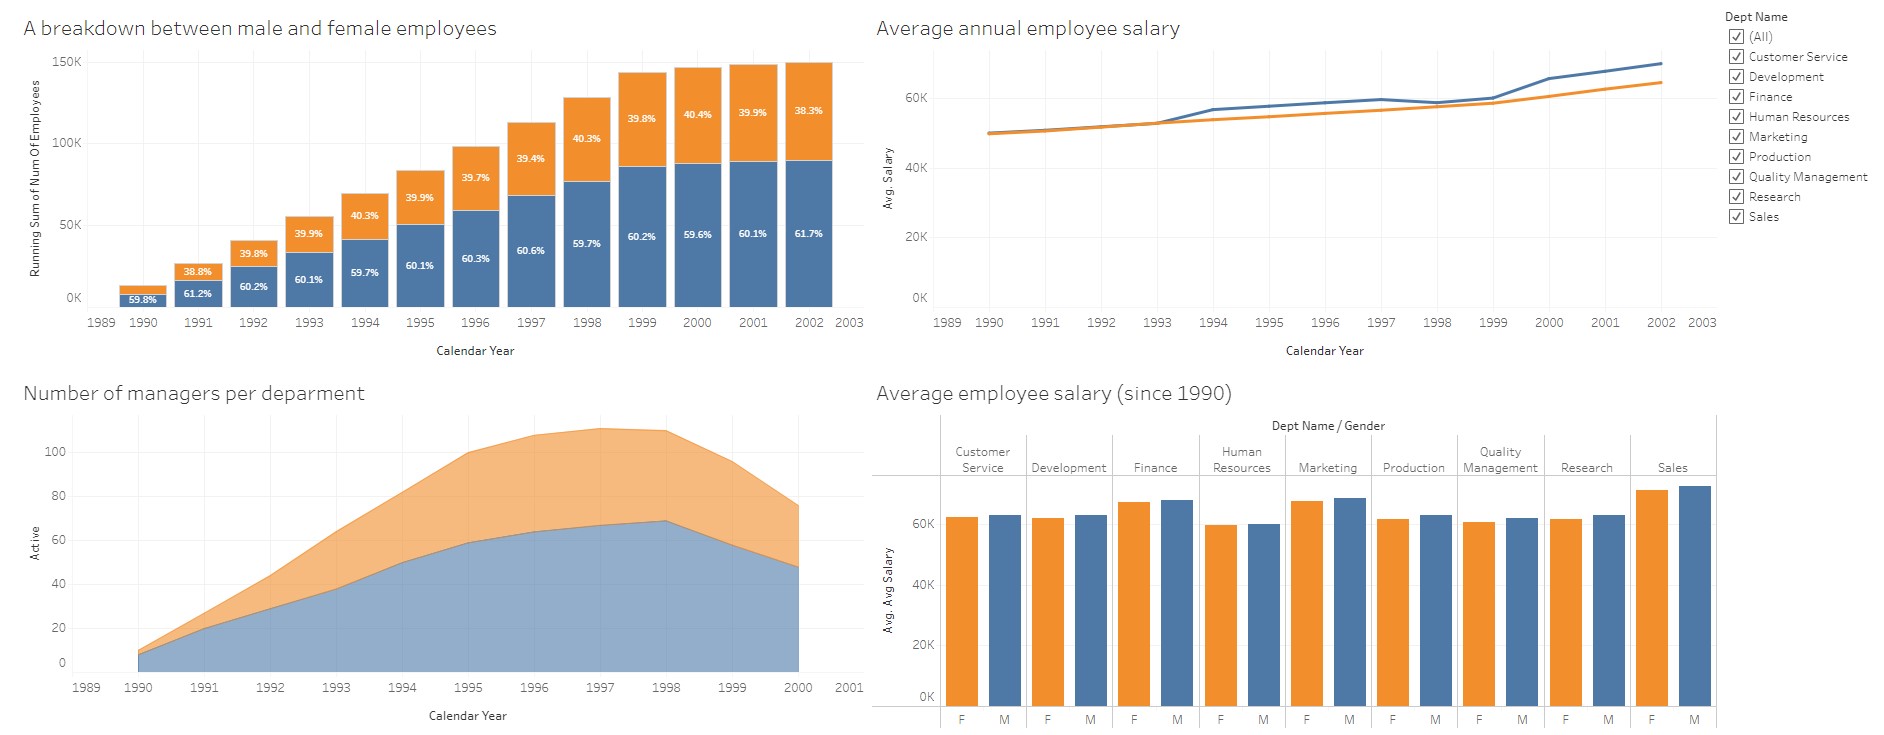 A breakdown between male and female employees
150K
100K
50K
0K
Running Sum of Num Of Employees
59.8%
38.8%
61.2%
39.8%
60.2%
39.9%
60.1%
40.3%
59.7%
39.9%
60.1%
39.7%
60.3%
39.4%
60.6%
40.3%
59.7%
39.8%
60.2%
40.4%
59.6%
39.9%
60.1%
38.3%
61.7%
1989 1990 1991 1992 1993 1994 1995 1996 1997 1998 1999 2000 2001 2002 2003
Calendar Year
Average annual employee salary
60K
40K
20K
0K
Avg. Salary
1989 1990 1991 1992 1993 1994 1995 1996 1997 1998 1999 2000 2001 2002 2003
Calendar Year
Dept Name
(All)
Customer Service
Development
Finance
Human Resources
Marketing
Production
Quality Management
Research
Sales
Number of managers per deparment
100
80
60
40
20
0
Active
1989 1990 1991 1992 1993 1994 1995 1996 1997 1998 1999 2000 2001
Calendar Year
Average employee salary (since 1990)
Dept Name / Gender
Customer
Service
Development
Finance
Human
Resources
Marketing
Production
Quality
Management
Research
Sales
60K
40K
20K
0K
Avg. Avg Salary
F M F M F M F M F M F M F M F M F M